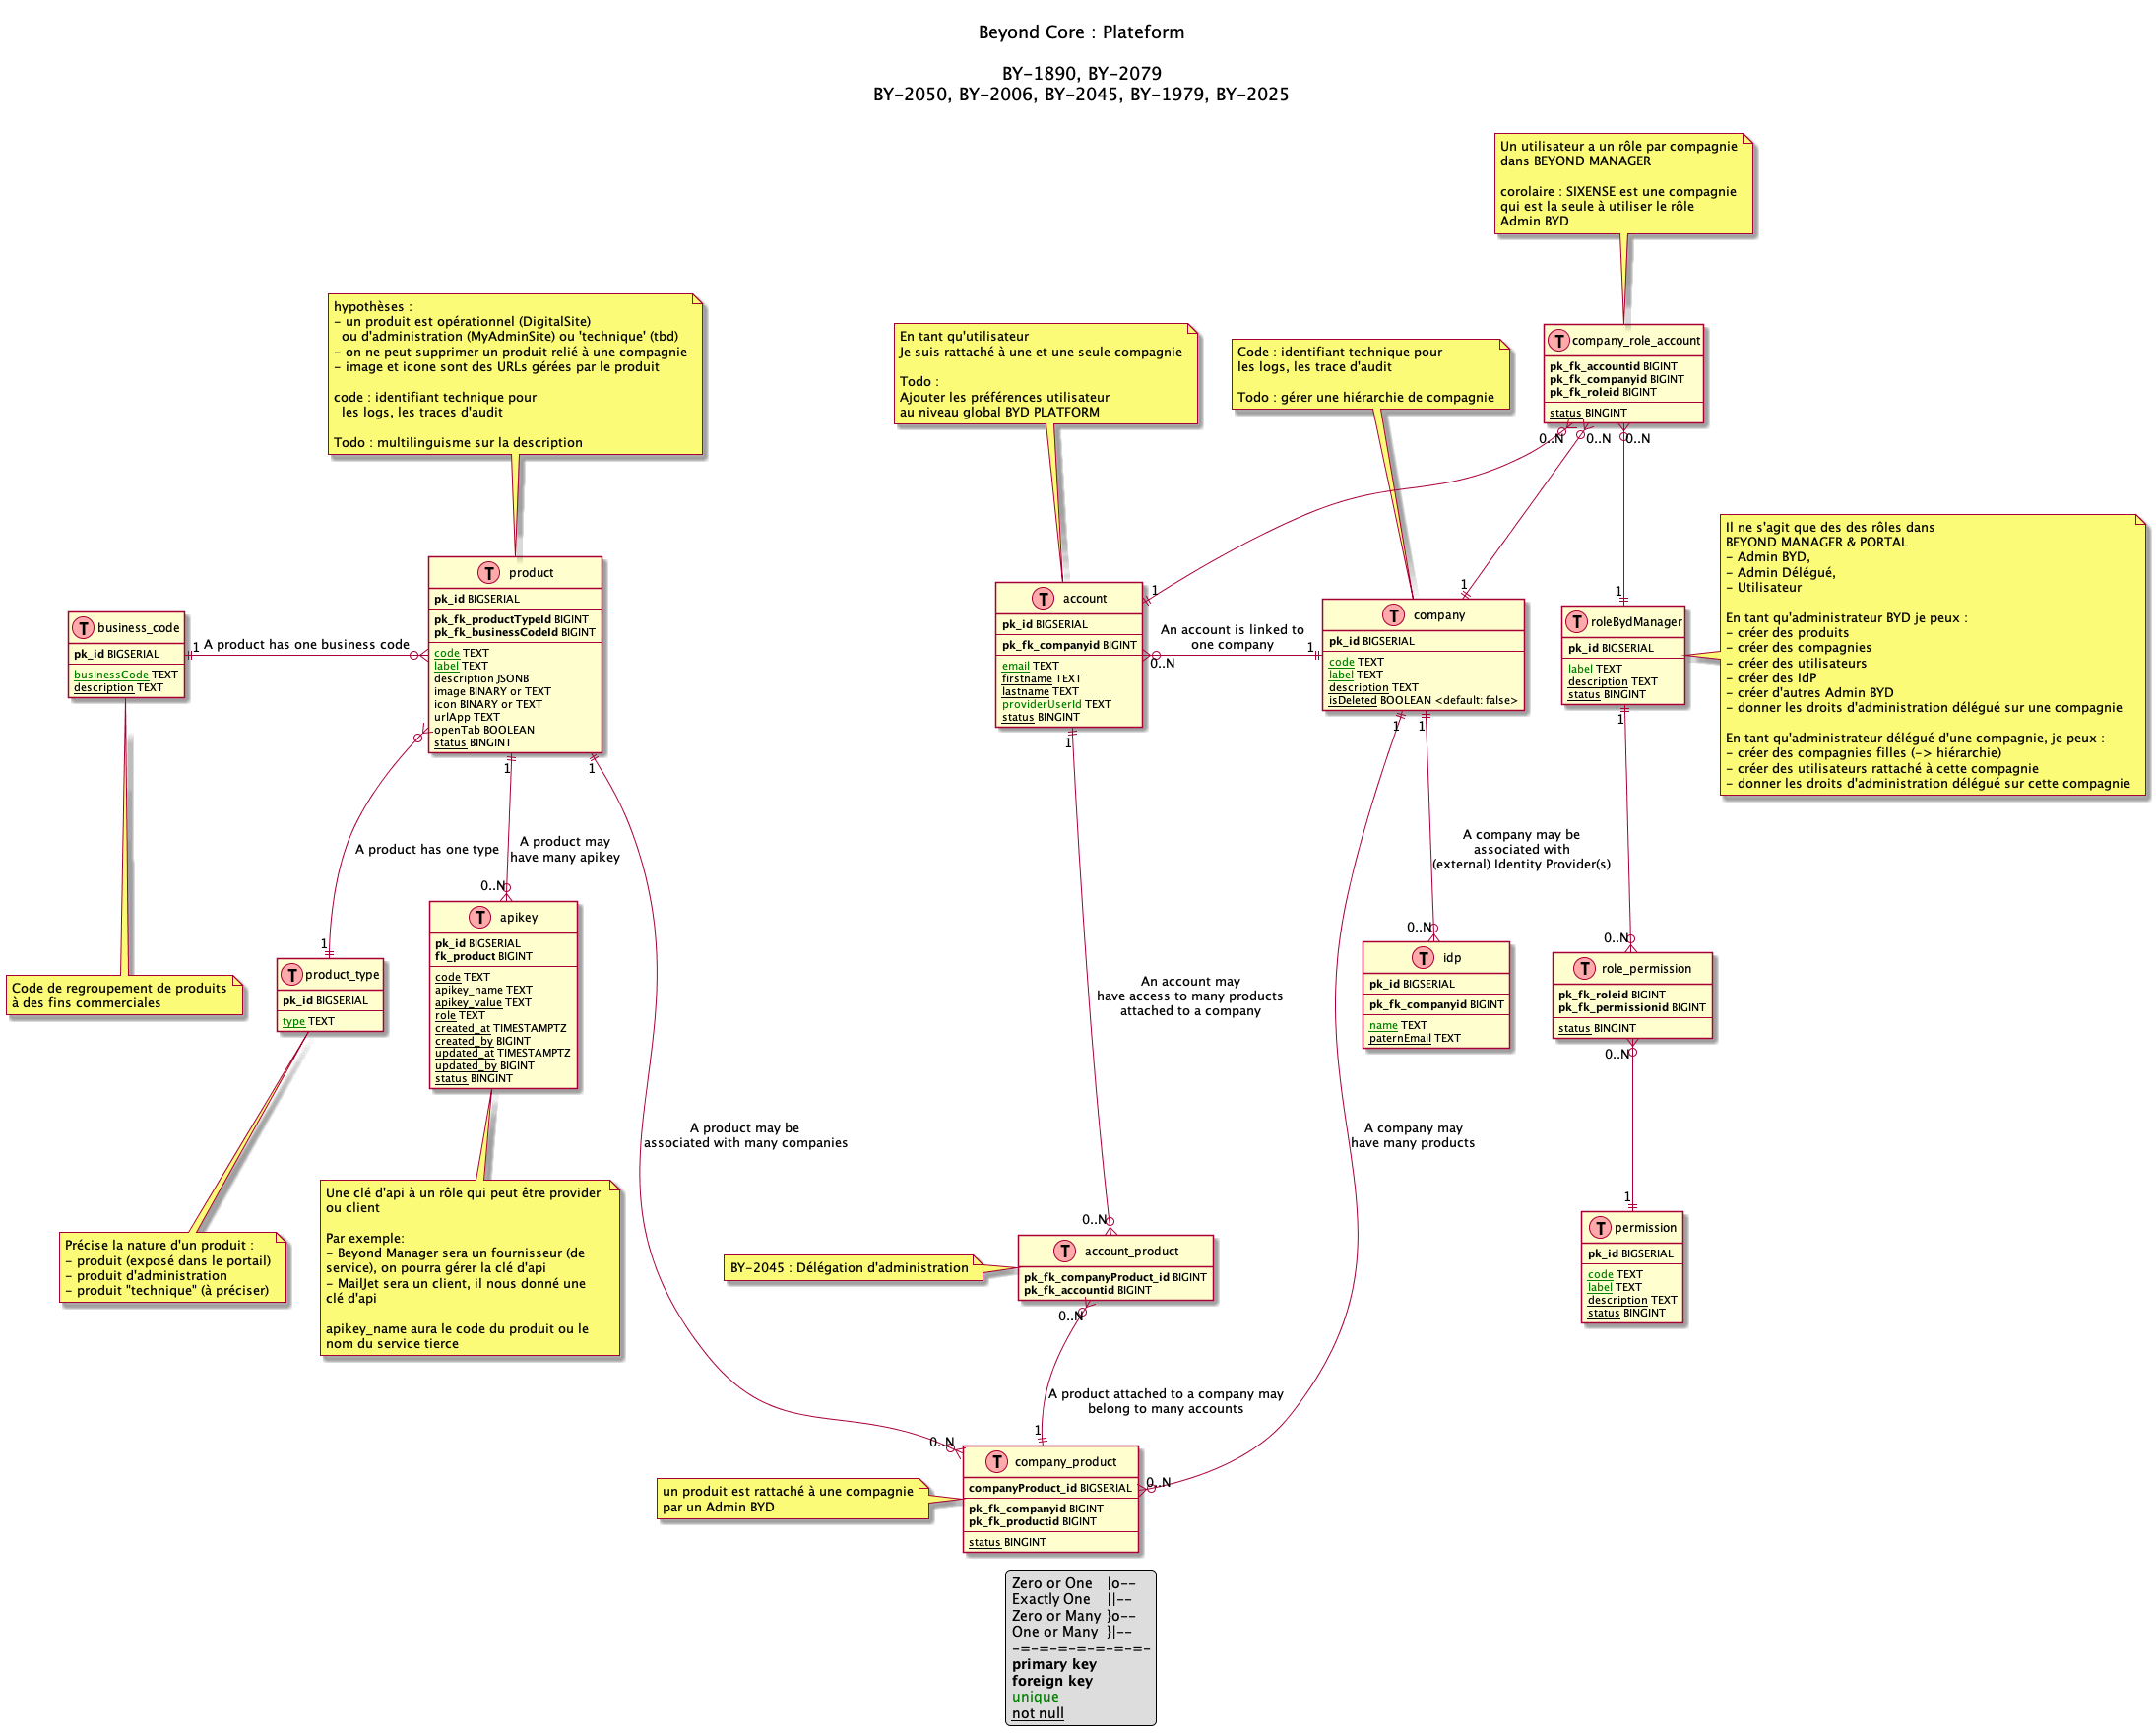 Beyond Core : Plateform
BY-1890, BY-2079
BY-2050, BY-2006, BY-2045, BY-1979, BY-2025
Un utilisateur a un rôle par compagnie
dans BEYOND MANAGER
corolaire : SIXENSE est une compagnie
qui est la seule à utiliser le rôle
Admin BYD
hypothèses :
- un produit est opérationnel (DigitalSite)
ou d'administration (MyAdminSite) ou 'technique' (tbd)
- on ne peut supprimer un produit relié à une compagnie
- image et icone sont des URLs gérées par le produit
code : identifiant technique pour
les logs, les traces d'audit
Todo : multilinguisme sur la description
En tant qu'utilisateur
Je suis rattaché à une et une seule compagnie
Todo :
Ajouter les préférences utilisateur
au niveau global BYD PLATFORM
Code : identifiant technique pour
les logs, les trace d'audit
Todo : gérer une hiérarchie de compagnie
T company_role_account
pk_fk_accountid BIGINT
pk_fk_companyid BIGINT
pk_fk_roleid BIGINT
status BINGINT
0..N
0..N
0..N
Il ne s'agit que des des rôles dans
BEYOND MANAGER & PORTAL
- Admin BYD,
- Admin Délégué,
- Utilisateur
En tant qu'administrateur BYD je peux :
- créer des produits
- créer des compagnies
- créer des utilisateurs
- créer des IdP
- créer d'autres Admin BYD
- donner les droits d'administration délégué sur une compagnie
En tant qu'administrateur délégué d'une compagnie, je peux :
- créer des compagnies filles (-> hiérarchie)
- créer des utilisateurs rattaché à cette compagnie
- donner les droits d'administration délégué sur cette compagnie
T business_code
pk_id BIGSERIAL
businessCode TEXT
description TEXT
1
A product has one business code
T product
pk_id BIGSERIAL
pk_fk_productTypeId BIGINT
pk_fk_businessCodeId BIGINT
code TEXT
label TEXT
description JSONB
image BINARY or TEXT
icon BINARY or TEXT
urlApp TEXT
openTab BOOLEAN
status BINGINT
1
1
T account
pk_id BIGSERIAL
pk_fk_companyid BIGINT
email TEXT
firstname TEXT
lastname TEXT
providerUserId TEXT
status BINGINT
1
1
An account is linked to
one company
0..N
1
1
T company
pk_id BIGSERIAL
code TEXT
label TEXT
description TEXT
isDeleted BOOLEAN <default: false>
1
1
1
T roleBydManager
pk_id BIGSERIAL
label TEXT
description TEXT
status BINGINT
1
A product has one type
A product may
have many apikey
A company may be
associated with
(external) Identity Provider(s)
0..N
1
T apikey
pk_id BIGSERIAL
fk_product BIGINT
code TEXT
apikey_name TEXT
apikey_value TEXT
role TEXT
created_at TIMESTAMPTZ
created_by BIGINT
updated_at TIMESTAMPTZ
updated_by BIGINT
status BINGINT
Code de regroupement de produits
à des fins commerciales
T product_type
pk_id BIGSERIAL
type TEXT
An account may
have access to many products
attached to a company
0..N
T idp
pk_id BIGSERIAL
pk_fk_companyid BIGINT
name TEXT
paternEmail TEXT
0..N
T role_permission
pk_fk_roleid BIGINT
pk_fk_permissionid BIGINT
status BINGINT
0..N
A product may be
associated with many companies
A company may
have many products
Précise la nature d'un produit :
- produit (exposé dans le portail)
- produit d'administration
- produit "technique" (à préciser)
Une clé d'api à un rôle qui peut être provider
ou client
Par exemple:
- Beyond Manager sera un fournisseur (de
service), on pourra gérer la clé d'api
- MailJet sera un client, il nous donné une
clé d'api
apikey_name aura le code du produit ou le
nom du service tierce
BY-2045 : Délégation d'administration
0..N
T account_product
pk_fk_companyProduct_id BIGINT
pk_fk_accountid BIGINT
0..N
1
T permission
pk_id BIGSERIAL
code TEXT
label TEXT
description TEXT
status BINGINT
A product attached to a company may
belong to many accounts
0..N
1
0..N
un produit est rattaché à une compagnie
par un Admin BYD
T company_product
companyProduct_id BIGSERIAL
pk_fk_companyid BIGINT
pk_fk_productid BIGINT
status BINGINT
Zero or One |o--
Exactly One ||--
Zero or Many }o--
One or Many }|--
-=-=-=-=-=-=-=-
primary key
foreign key
unique
not null